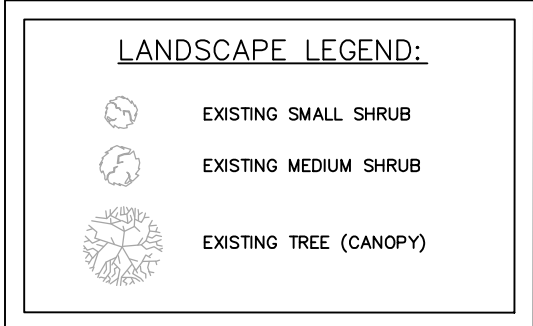 LANDSCAPE LEGEND:
EXISTING SMALL SHRUB
EXISTING MEDIUM SHRUB
EXISTING TREE (CANOPY)